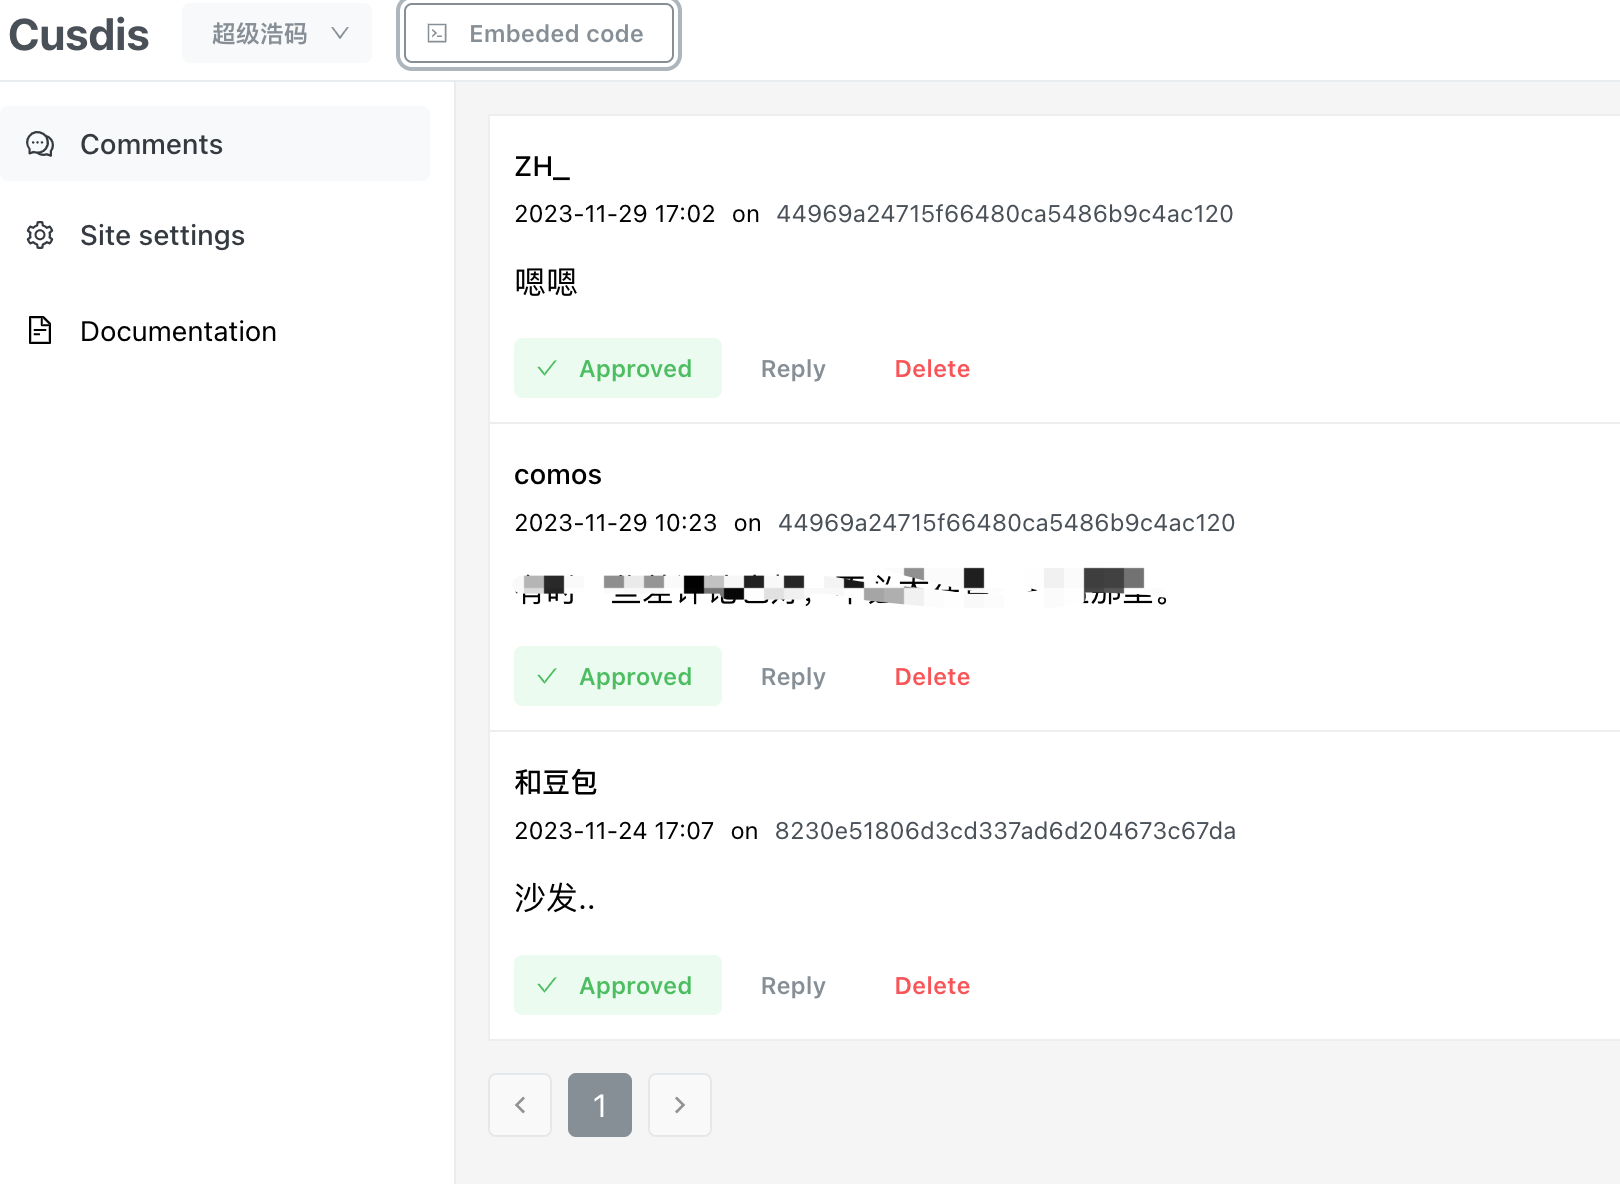 Cusdis
超级浩码
Embeded code
Comments
Site settings
Documentation
ZH_
2023-11-29 17:02 on 44969a24715f66480ca5486b9c4ac120
嗯嗯
Approved Reply Delete
comos
2023-11-29 10:23 on 44969a24715f66480ca5486b9c4ac120
Approved Reply Delete
和豆包
2023-11-24 17:07 on 8230e51806d3cd337ad6d204673c67da
沙发..
Approved Reply Delete
1